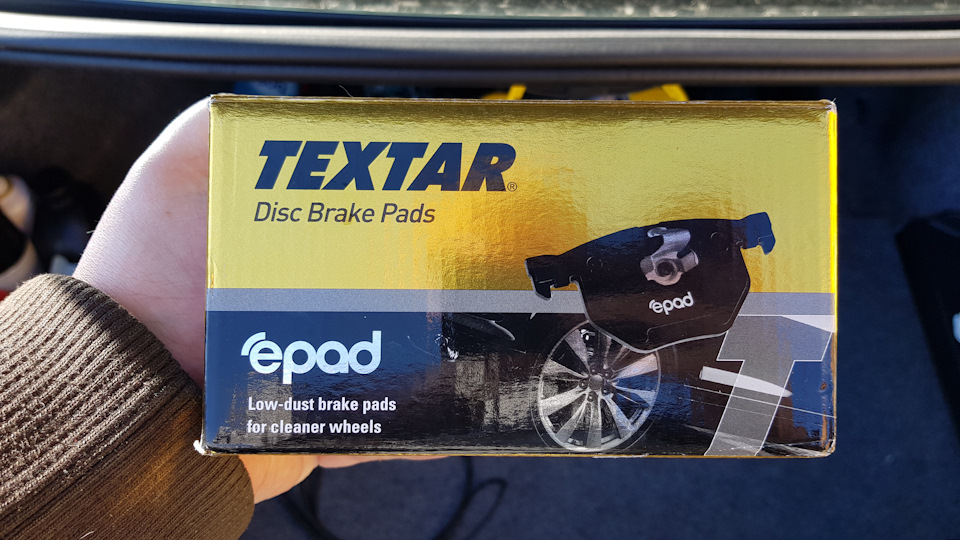 TEXTAR®
Disc Brake Pads
epad
epad
Low-dust brake pads
for cleaner wheels
T